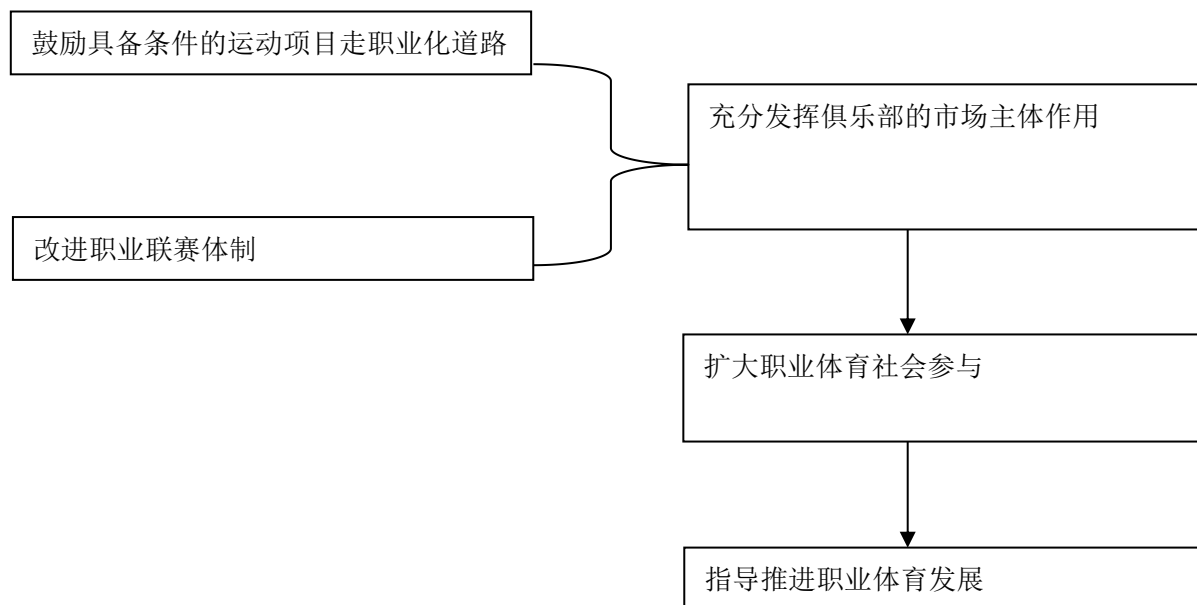 鼓励具备条件的运动项目走职业化道路
充分发挥俱乐部的市场主体作用
改进职业联赛体制
扩大职业体育社会参与
指导推进职业体育发展